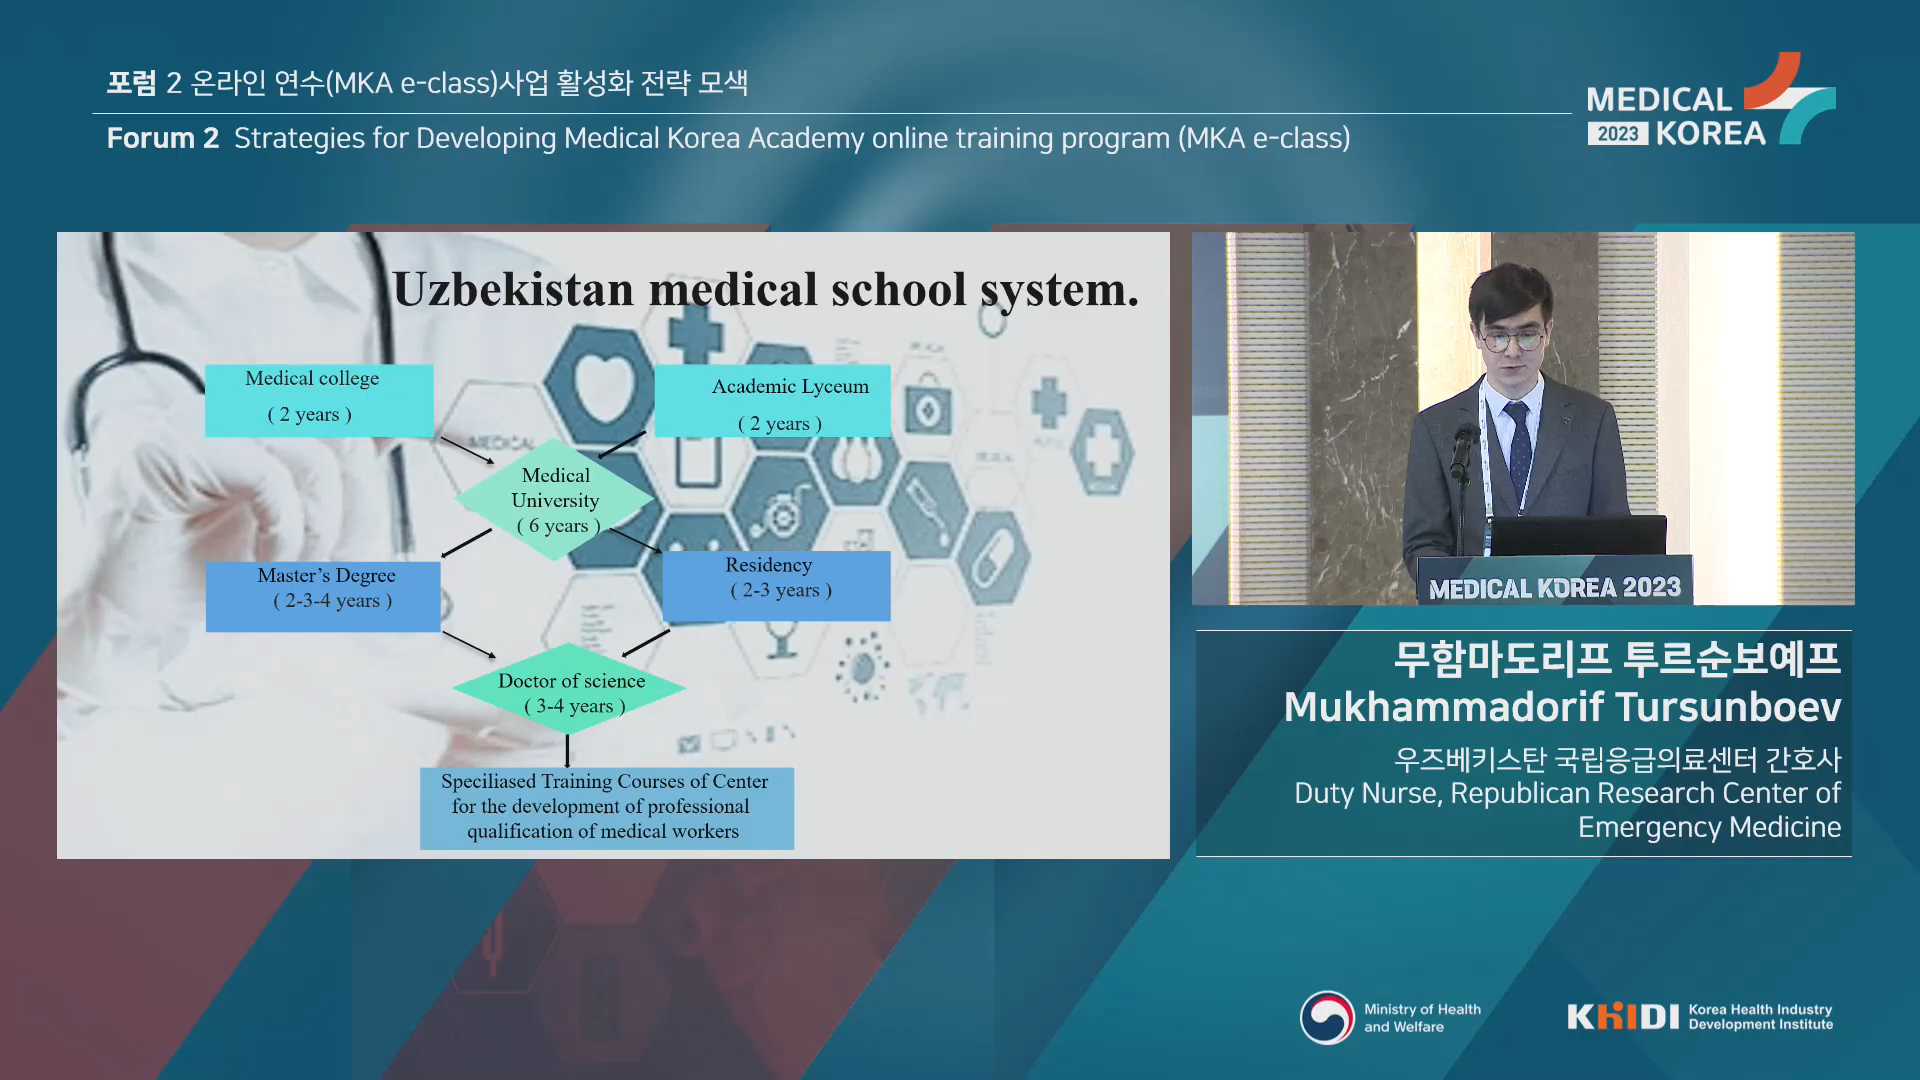 포럼 2 온라인 연수(MKA e-class)사업 활성화 전략 모색
Forum 2 Strategies for Developing Medical Korea Academy online training program (MKA e-class)
MEDICAL
2023 KOREA
Uzbekistan medical school system.
Medical college
( 2 years )
Academic Lyceum
( 2 years )
MEDICAL
Medical
University
( 6 years )
Master's Degree
( 2-3-4 years )
Residency
( 2-3 years )
Doctor of science
( 3-4 years )
Speciliased Training Courses of Center
for the development of professional
qualification of medical workers
MEDICAL KOREA 2023
무함마도리프 투르순보예프
Mukhammadorif Tursunboev
우즈베키스탄 국립응급의료센터 간호사
Duty Nurse, Republican Research Center of
Emergency Medicine
Ministry of Health
and Welfare
KHIDI
Korea Health Industry
Development Institute